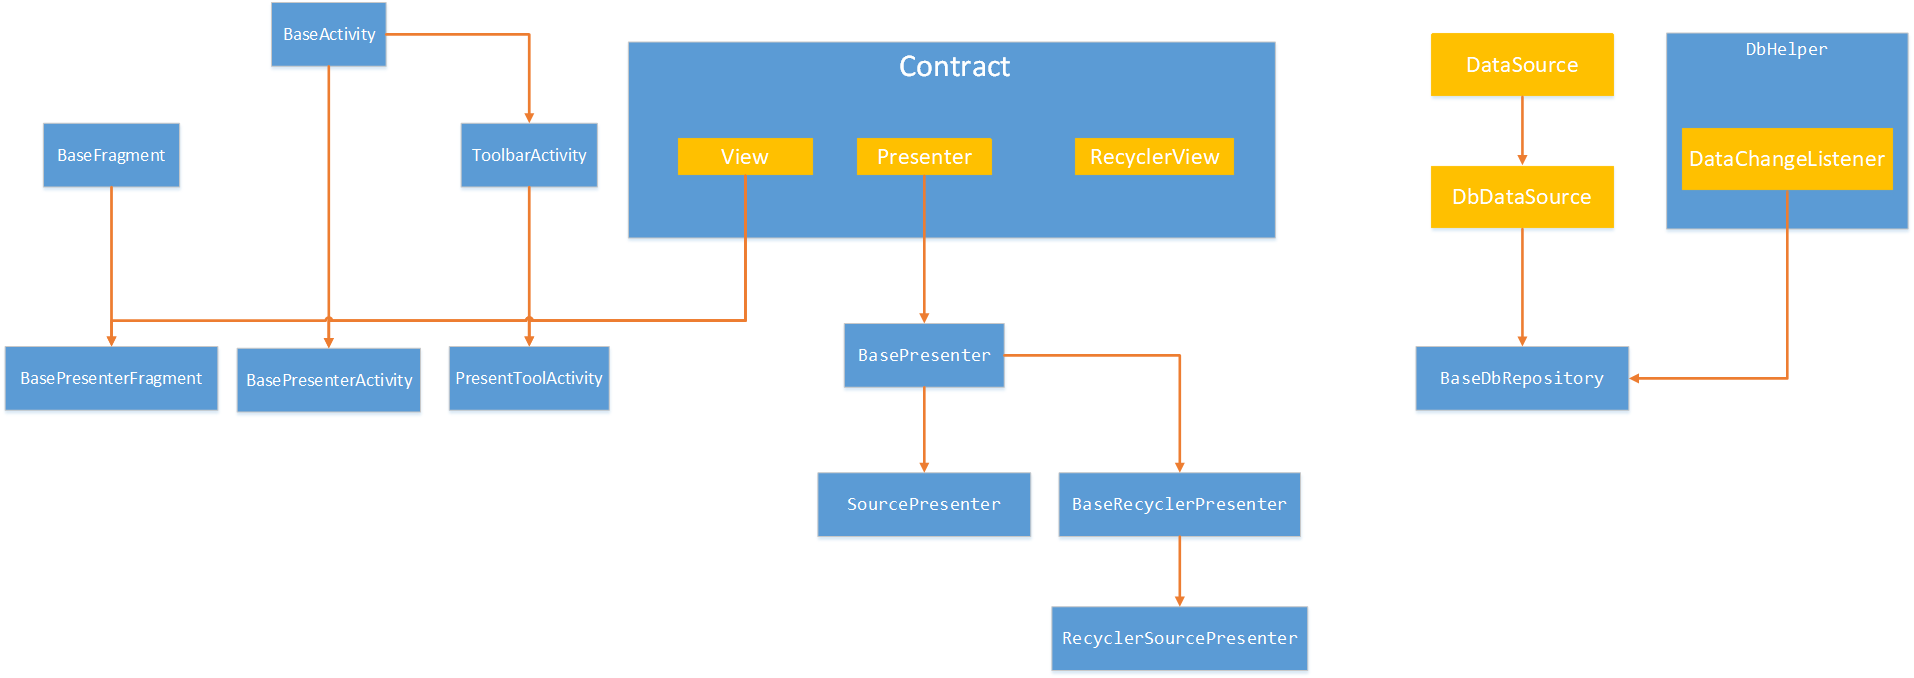 BaseActivity
BaseFragment
ToolbarActivity
BasePresenterFragment
BasePresenterActivity
PresentToolActivity
Contract
View
Presenter
RecyclerView
BasePresenter
SourcePresenter
BaseRecyclerPresenter
RecyclerSourcePresenter
DataSource
DbDataSource
DbHelper
DataChangeListener
BaseDbRepository